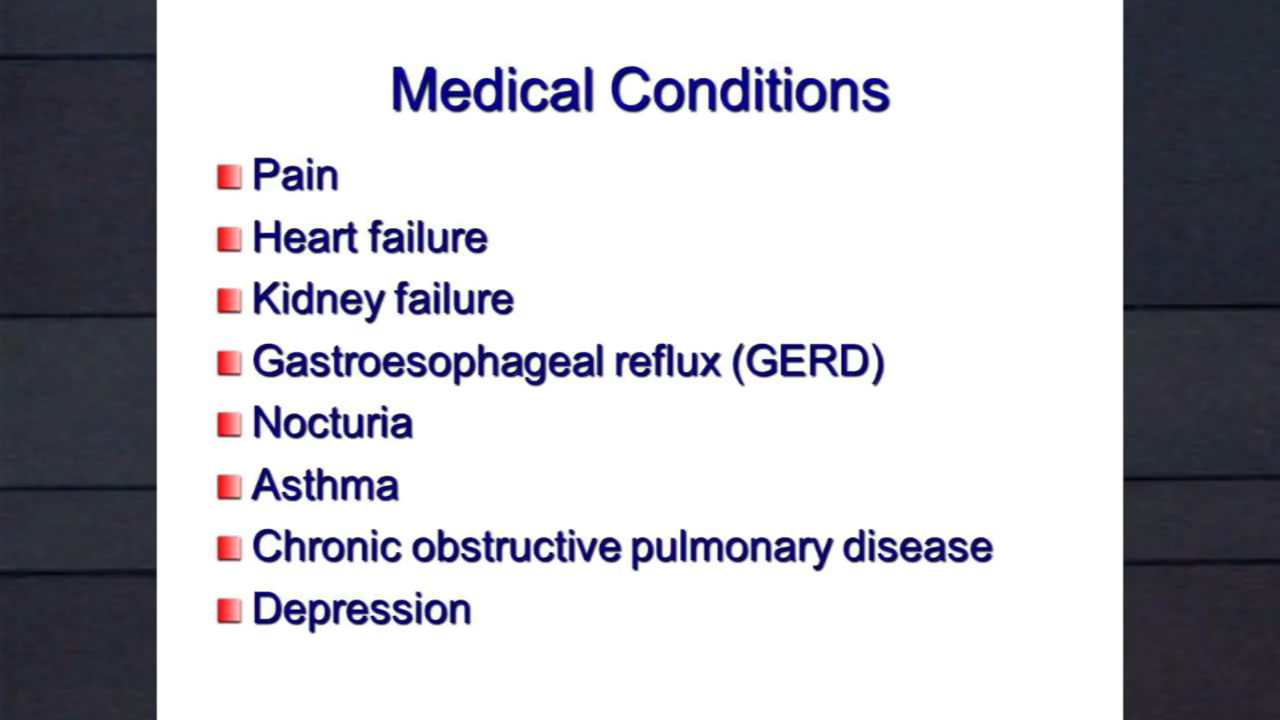 Medical Conditions
Pain
Heart failure
Kidney failure
Gastroesophageal reflux (GERD)
Nocturia
Asthma
Chronic obstructive pulmonary disease
Depression